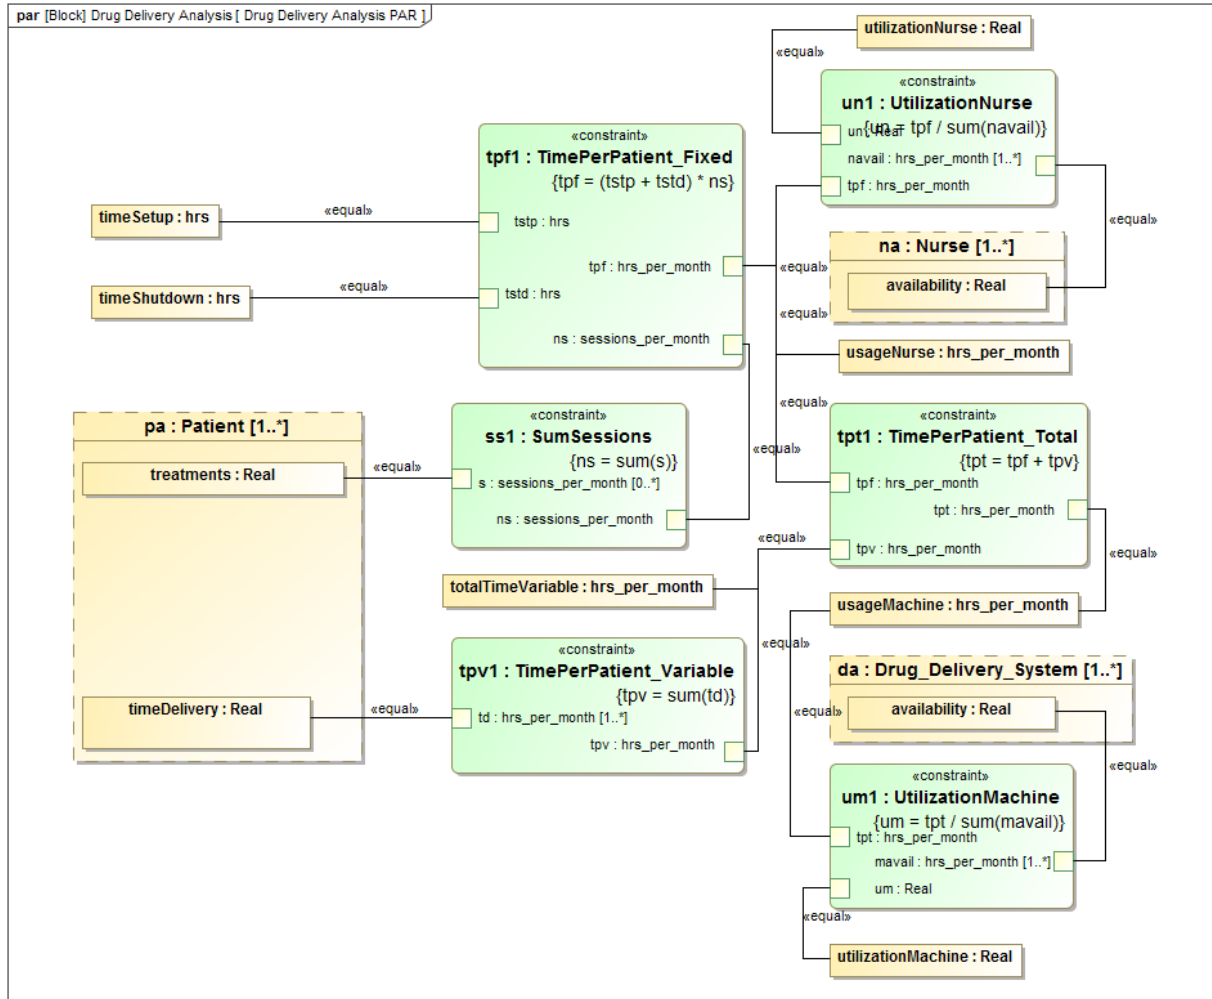 par [Block] Drug Delivery Analysis [ Drug Delivery Analysis PAR ]
utilizationNurse : Real
«equal»
«constraint»
un1 : UtilizationNurse
{un = tpf / sum(navail)}
un : Real
navail : hrs_per_month [1..*]
tpf : hrs_per_month
«equal»
«constraint»
tpf1 : TimePerPatient_Fixed
{tpf = (tstp + tstd) * ns}
timeSetup : hrs
«equal»
tstp : hrs
tpf : hrs_per_month
«equal»
timeShutdown : hrs
«equal»
tstd : hrs
ns : sessions_per_month
na : Nurse [1..*]
availability : Real
«equal»
usageNurse : hrs_per_month
«equal»
pa : Patient [1..*]
treatments : Real
«equal»
«constraint»
ss1 : SumSessions
{ns = sum(s)}
s : sessions_per_month [0..*]
ns : sessions_per_month
«equal»
«constraint»
tpt1 : TimePerPatient_Total
{tpt = tpf + tpv}
tpf : hrs_per_month
tpt : hrs_per_month
«equal»
tpv : hrs_per_month
«equal»
totalTimeVariable : hrs_per_month
usageMachine : hrs_per_month
«equal»
«constraint»
tpv1 : TimePerPatient_Variable
{tpv = sum(td)}
timeDelivery : Real
«equal»
td : hrs_per_month [1..*]
tpv : hrs_per_month
da : Drug_Delivery_System [1..*]
«equal»
availability : Real
«equal»
«constraint»
um1 : UtilizationMachine
{um = tpt / sum(mavail)}
tpt : hrs_per_month
mavail : hrs_per_month [1..*]
um : Real
«equal»
utilizationMachine : Real